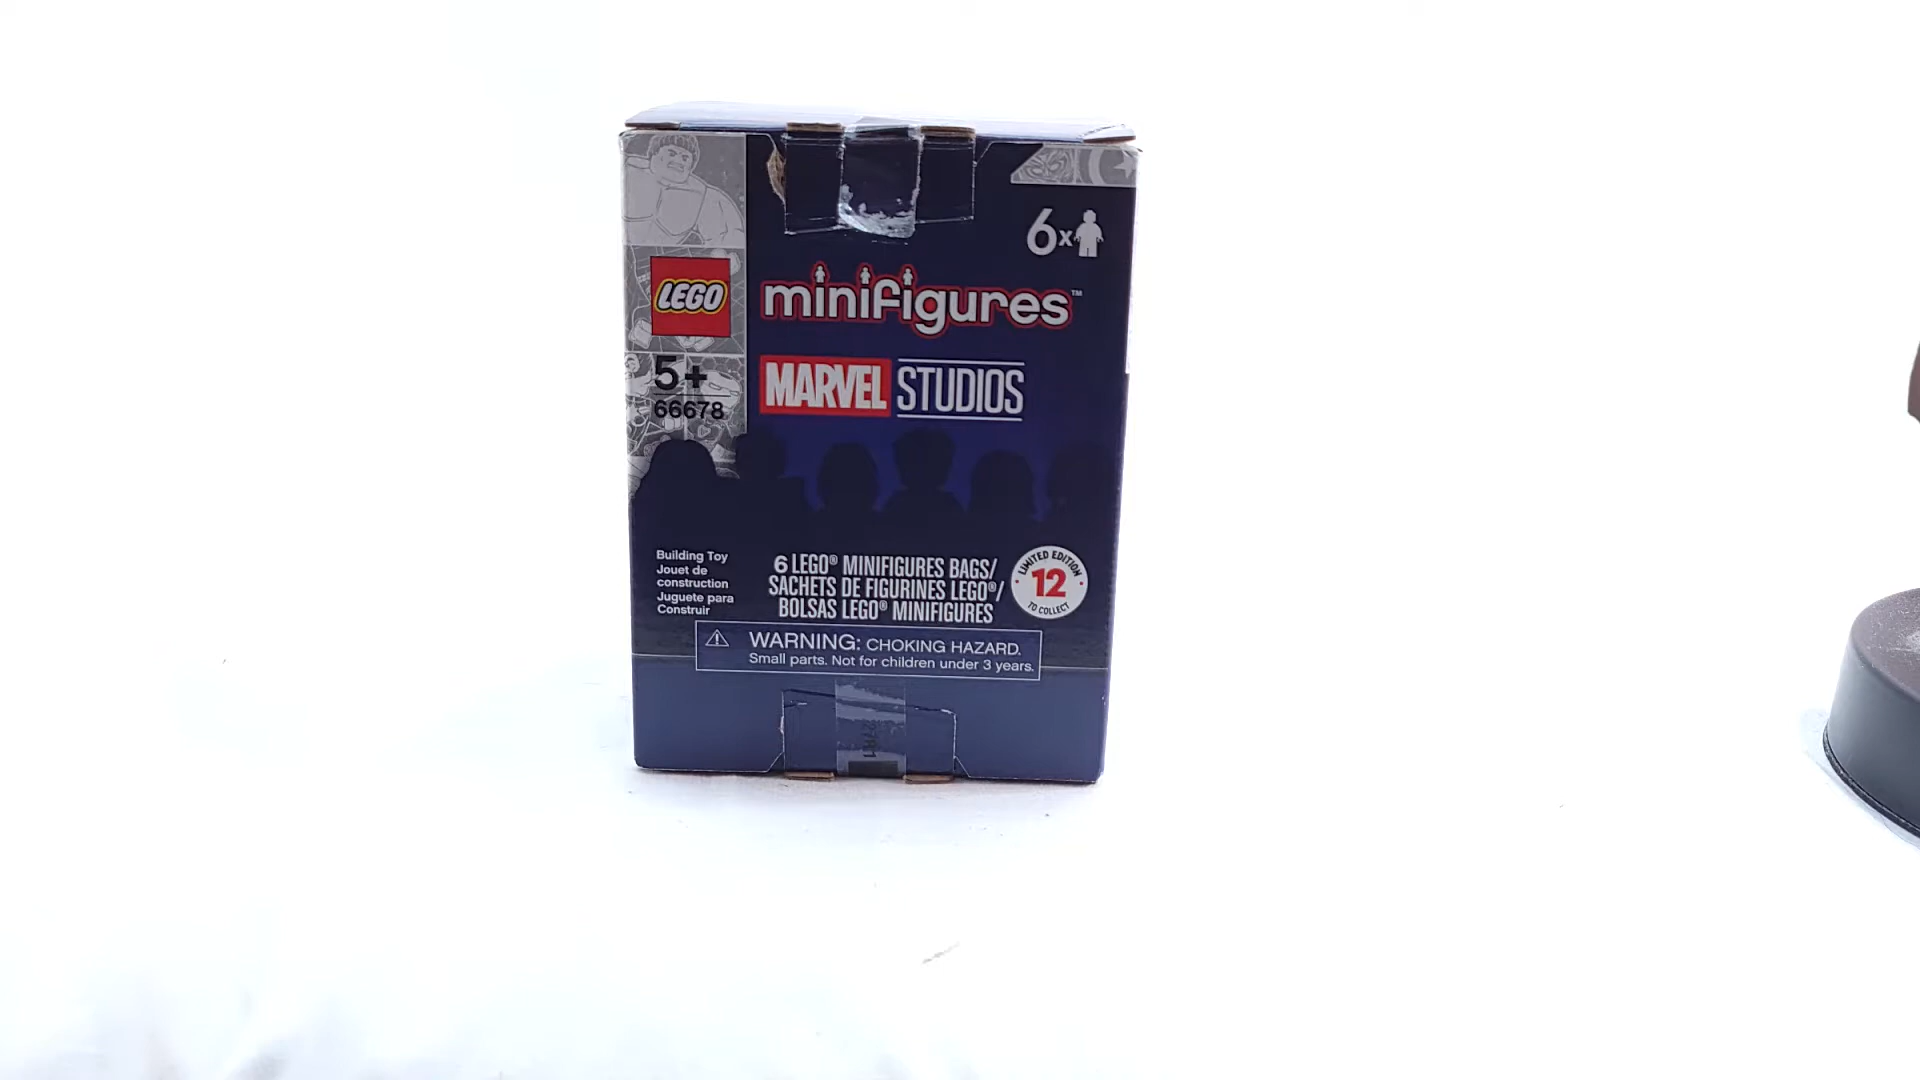 6x
LEGO
minifigures™
5+
66678
MARVEL STUDIOS
Building Toy
Jouet de
construction
Juguete para
Construir
6 LEGO® MINIFIGURES BAGS/
SACHETS DE FIGURINES LEGO®/
BOLSAS LEGO® MINIFIGURES
LIMITED EDITION
12
TO COLLECT
WARNING: CHOKING HAZARD.
Small parts. Not for children under 3 years.